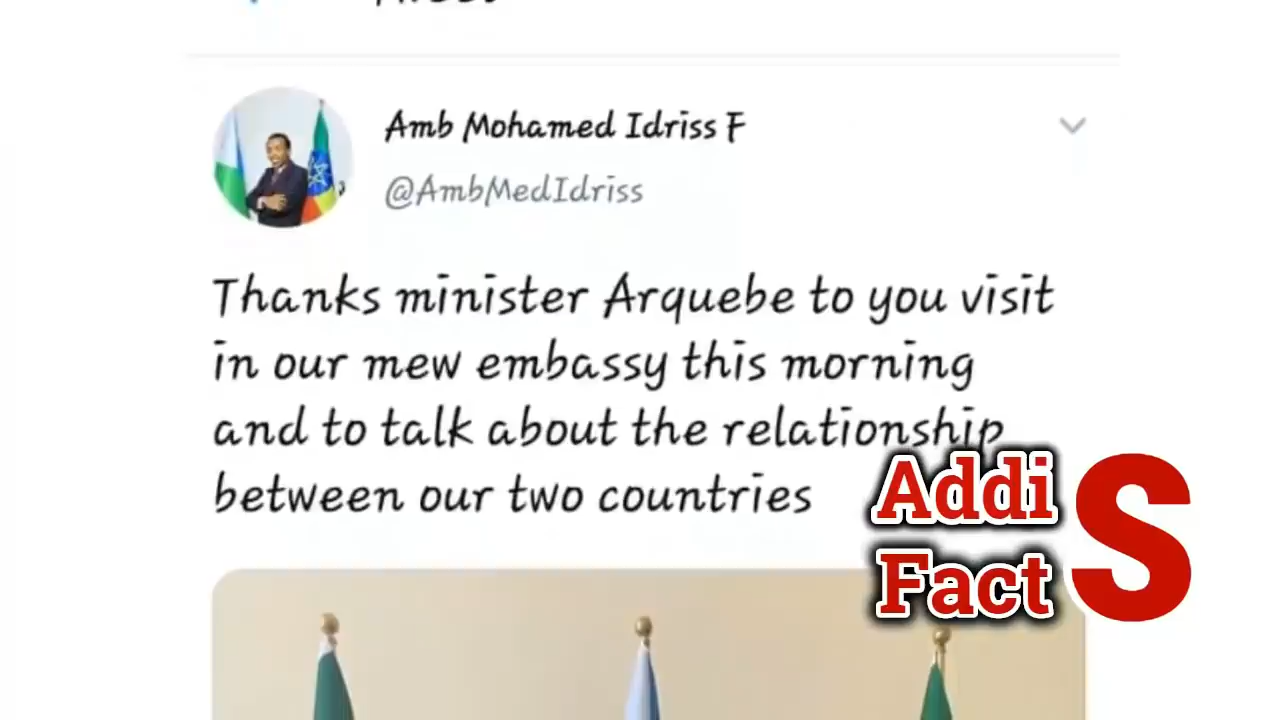 Amb Mohamed Idriss F
@AmbMedIdriss
Thanks minister Arquebe to you visit
in our mew embassy this morning
and to talk about the relationship
between our two countries
Addi
Fact
S